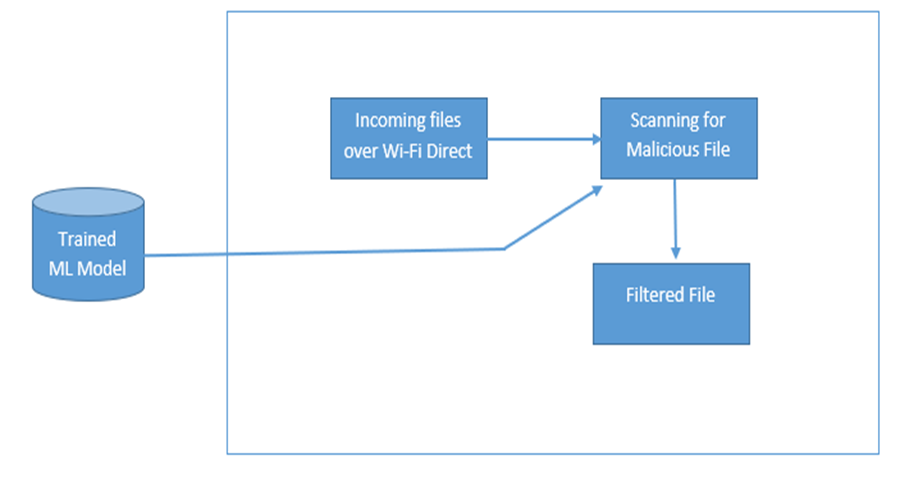 Incoming files
over Wi-Fi Direct
Scanning for
Malicious File
Trained
ML Model
Filtered File